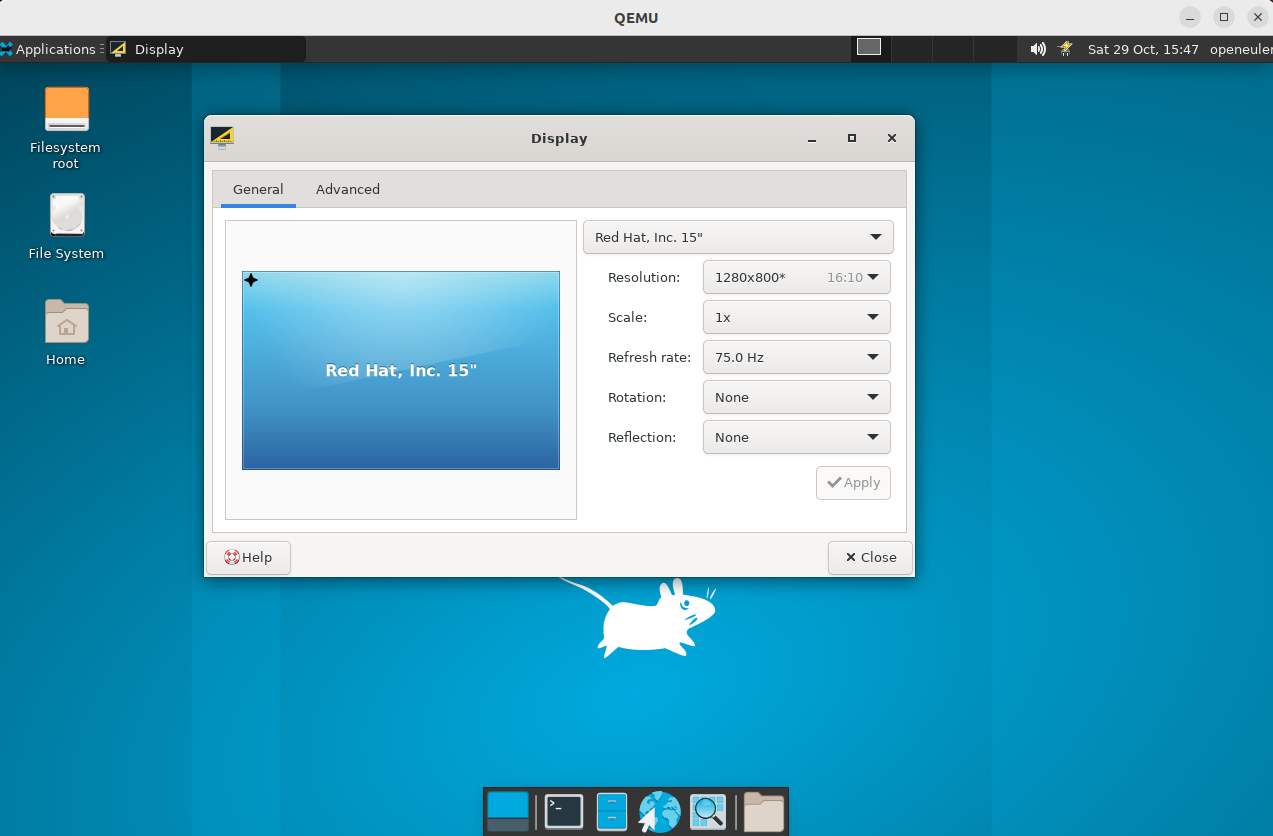 QEMU
Applications Display Sat 29 Oct, 15:47 openeuler
Filesystem
root
File System
Home
Display
General Advanced
Red Hat, Inc. 15"
Red Hat, Inc. 15"
Resolution: 1280x800* 16:10
Scale: 1x
Refresh rate: 75.0 Hz
Rotation: None
Reflection: None
Apply
Help Close